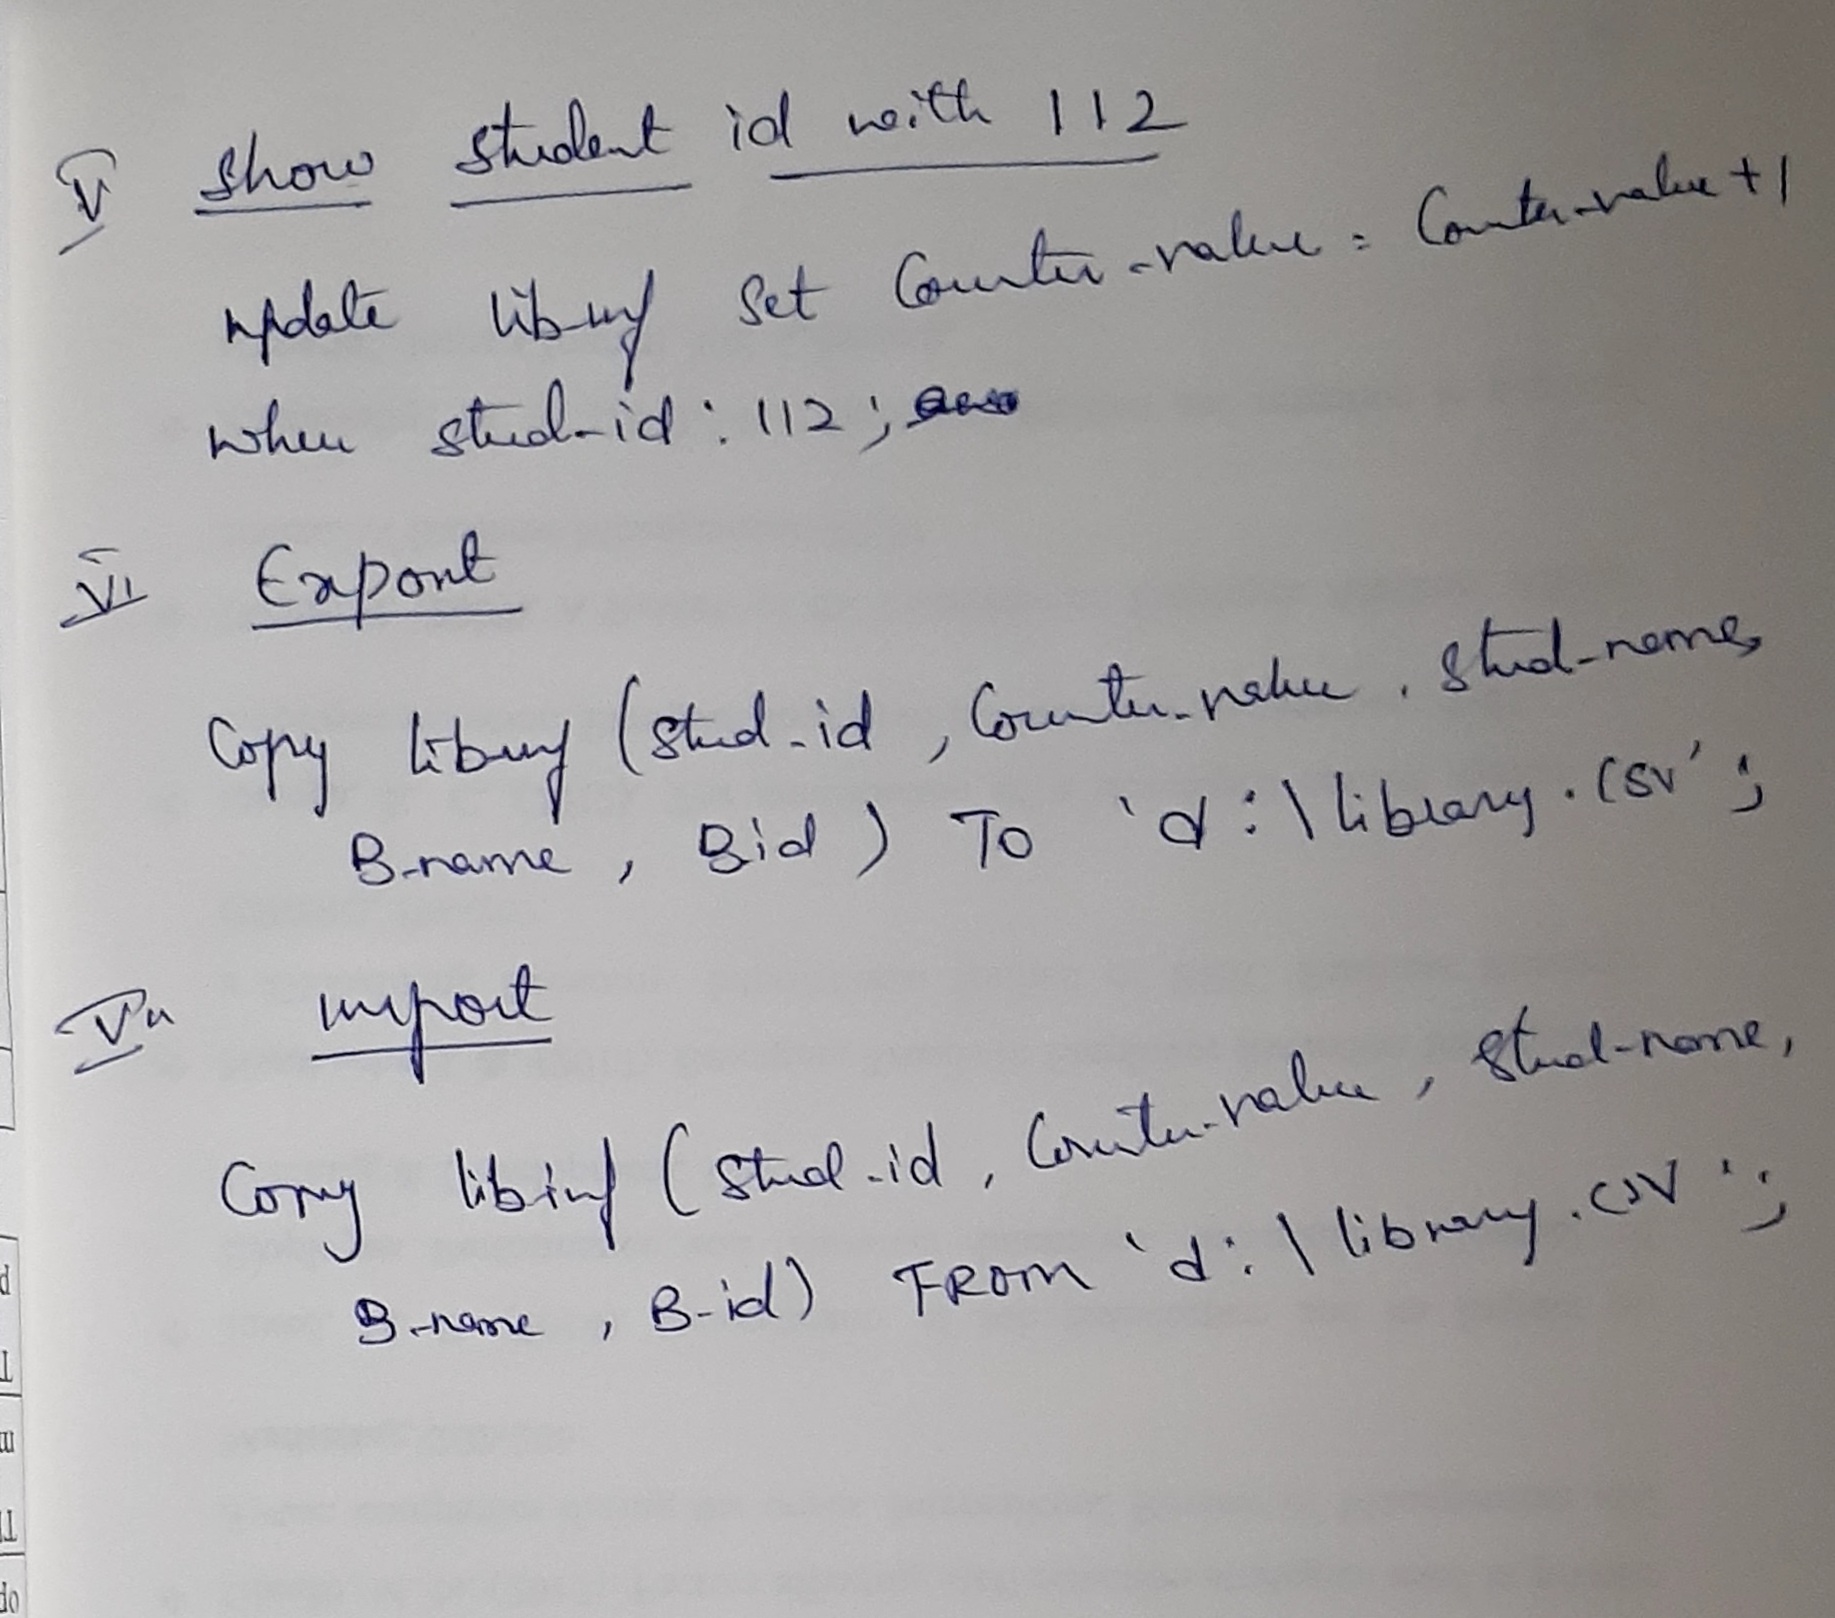 V show student id with 112
update library set Counter-value = Counter-value + 1
where stud-id = 112;
VI Export
Copy library (stud-id, Counter-value, Stud-name,
B-name, Bid) To 'd:\library.csv';
VII import
Copy library (Stud-id, Counter-value, Stud-name,
B-name, B-id) FROM 'd:\library.csv';